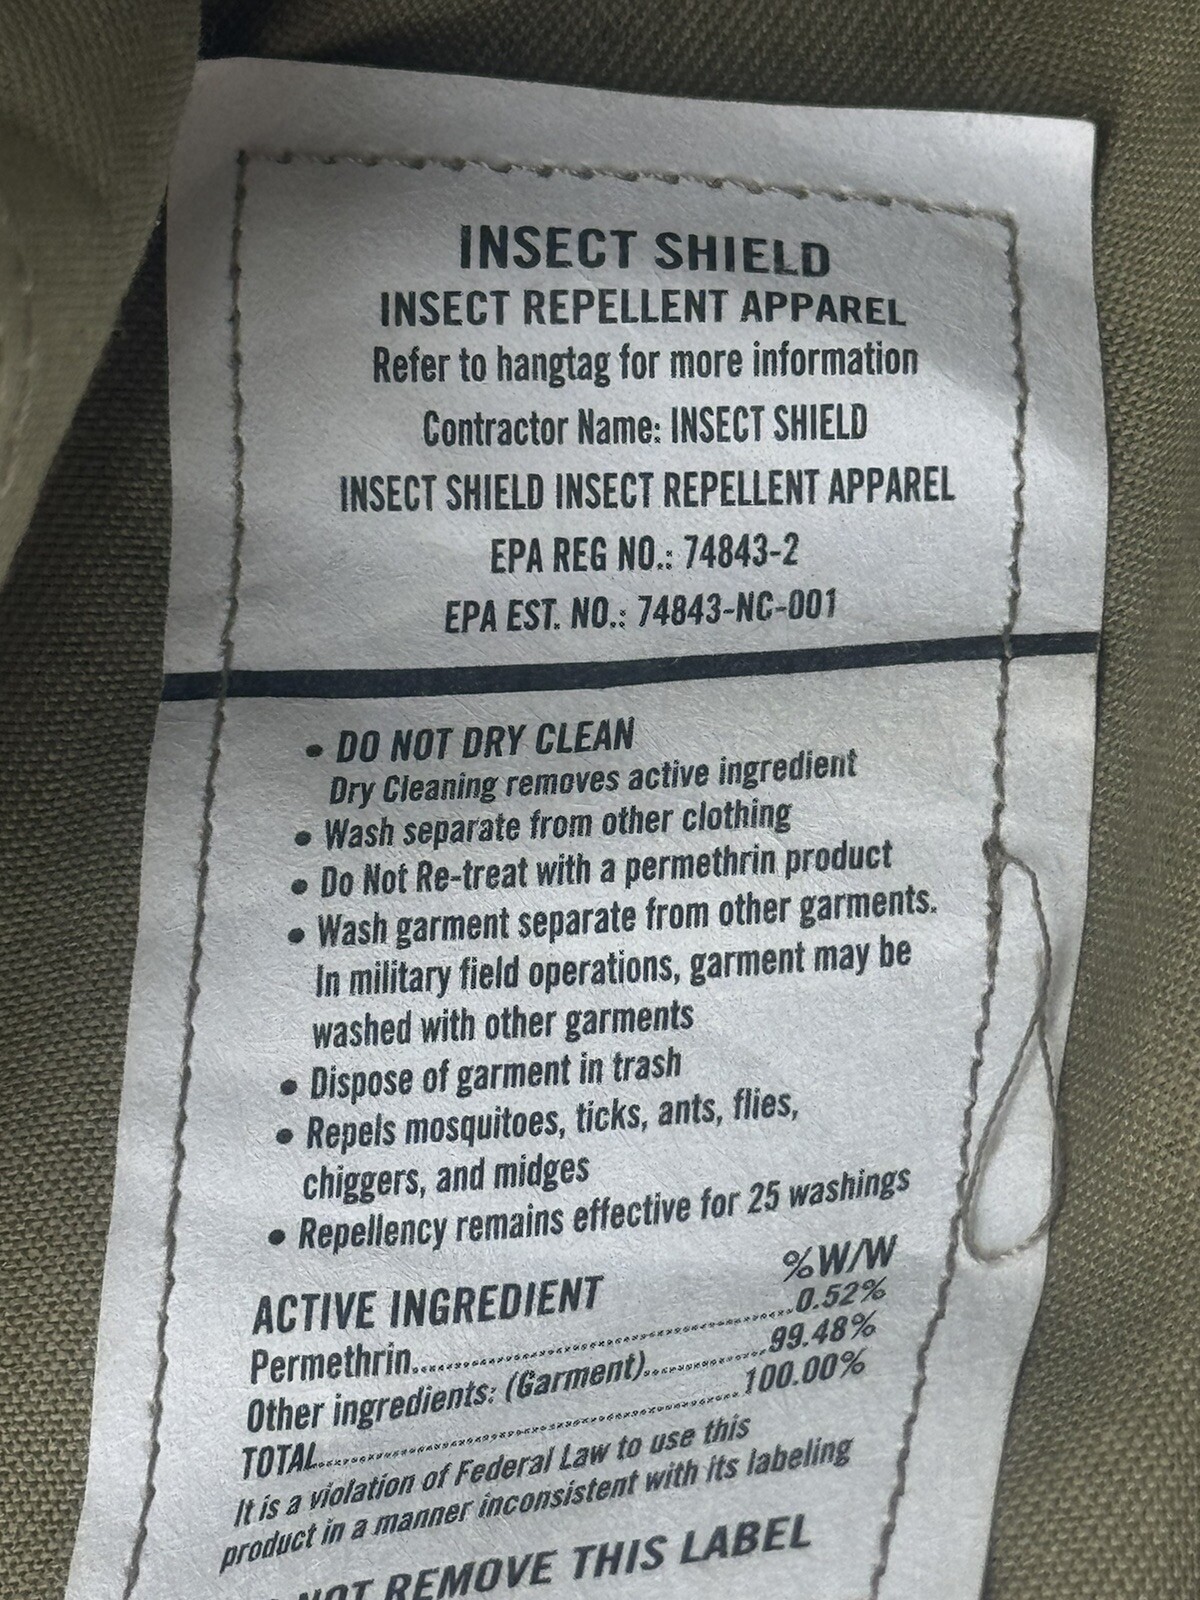 INSECT SHIELD
INSECT REPELLENT APPAREL
Refer to hangtag for more information
Contractor Name: INSECT SHIELD
INSECT SHIELD INSECT REPELLENT APPAREL
EPA REG NO.: 74843-2
EPA EST. NO.: 74843-NC-001
• DO NOT DRY CLEAN
Dry Cleaning removes active ingredient
• Wash separate from other clothing
• Do Not Re-treat with a permethrin product
• Wash garment separate from other garments.
In military field operations, garment may be
washed with other garments
• Dispose of garment in trash
• Repels mosquitoes, ticks, ants, flies,
chiggers, and midges
• Repellency remains effective for 25 washings
ACTIVE INGREDIENT %W/W
Permethrin........................................0.52%
Other ingredients: (Garment)....................99.48%
TOTAL........................................100.00%
It is a violation of Federal Law to use this
product in a manner inconsistent with its labeling
NOT REMOVE THIS LABEL